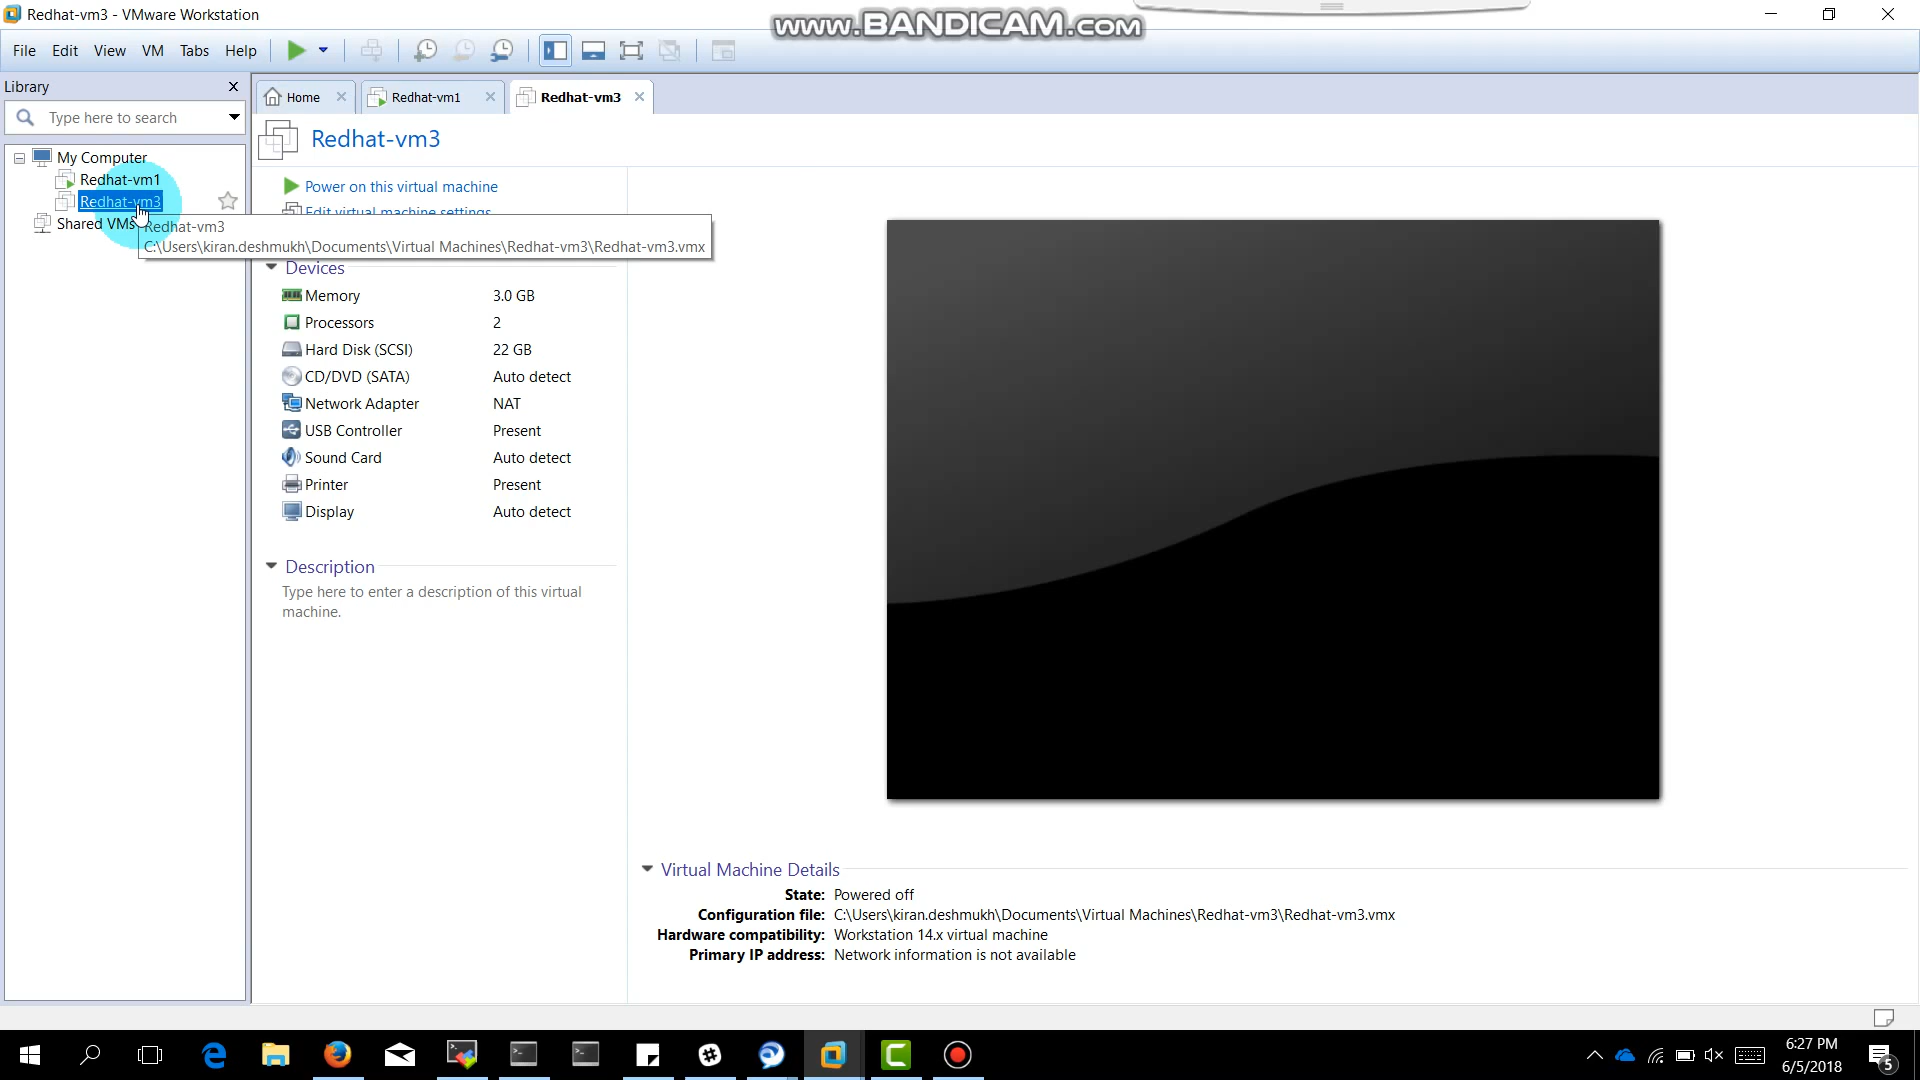 Redhat-vm3 - VMware Workstation
www.BANDICAM.com
File Edit View VM Tabs Help
Library
Type here to search
My Computer
Redhat-vm1
Redhat-vm3
Shared VMs
Home
Redhat-vm1
Redhat-vm3
Redhat-vm3
Power on this virtual machine
Edit virtual machine settings
Redhat-vm3
C:\Users\kiran.deshmukh\Documents\Virtual Machines\Redhat-vm3\Redhat-vm3.vmx
Devices
Memory 3.0 GB
Processors 2
Hard Disk (SCSI) 22 GB
CD/DVD (SATA) Auto detect
Network Adapter NAT
USB Controller Present
Sound Card Auto detect
Printer Present
Display Auto detect
Description
Type here to enter a description of this virtual
machine.
Virtual Machine Details
State: Powered off
Configuration file: C:\Users\kiran.deshmukh\Documents\Virtual Machines\Redhat-vm3\Redhat-vm3.vmx
Hardware compatibility: Workstation 14.x virtual machine
Primary IP address: Network information is not available
6:27 PM
6/5/2018
5